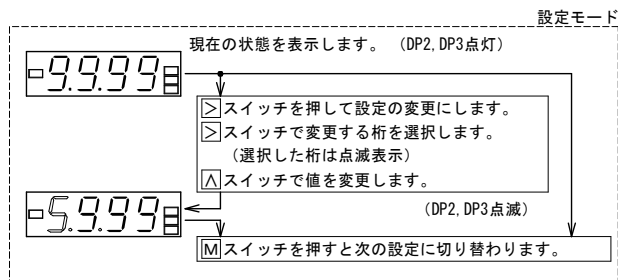 設定モード
現在の状態を表示します。 (DP2, DP3点灯)
-9.9.99
>スイッチを押して設定の変更にします。
>スイッチで変更する桁を選択します。
(選択した桁は点滅表示)
∧スイッチで値を変更します。
-5.9.99
(DP2, DP3点滅)
Mスイッチを押すと次の設定に切り替わります。